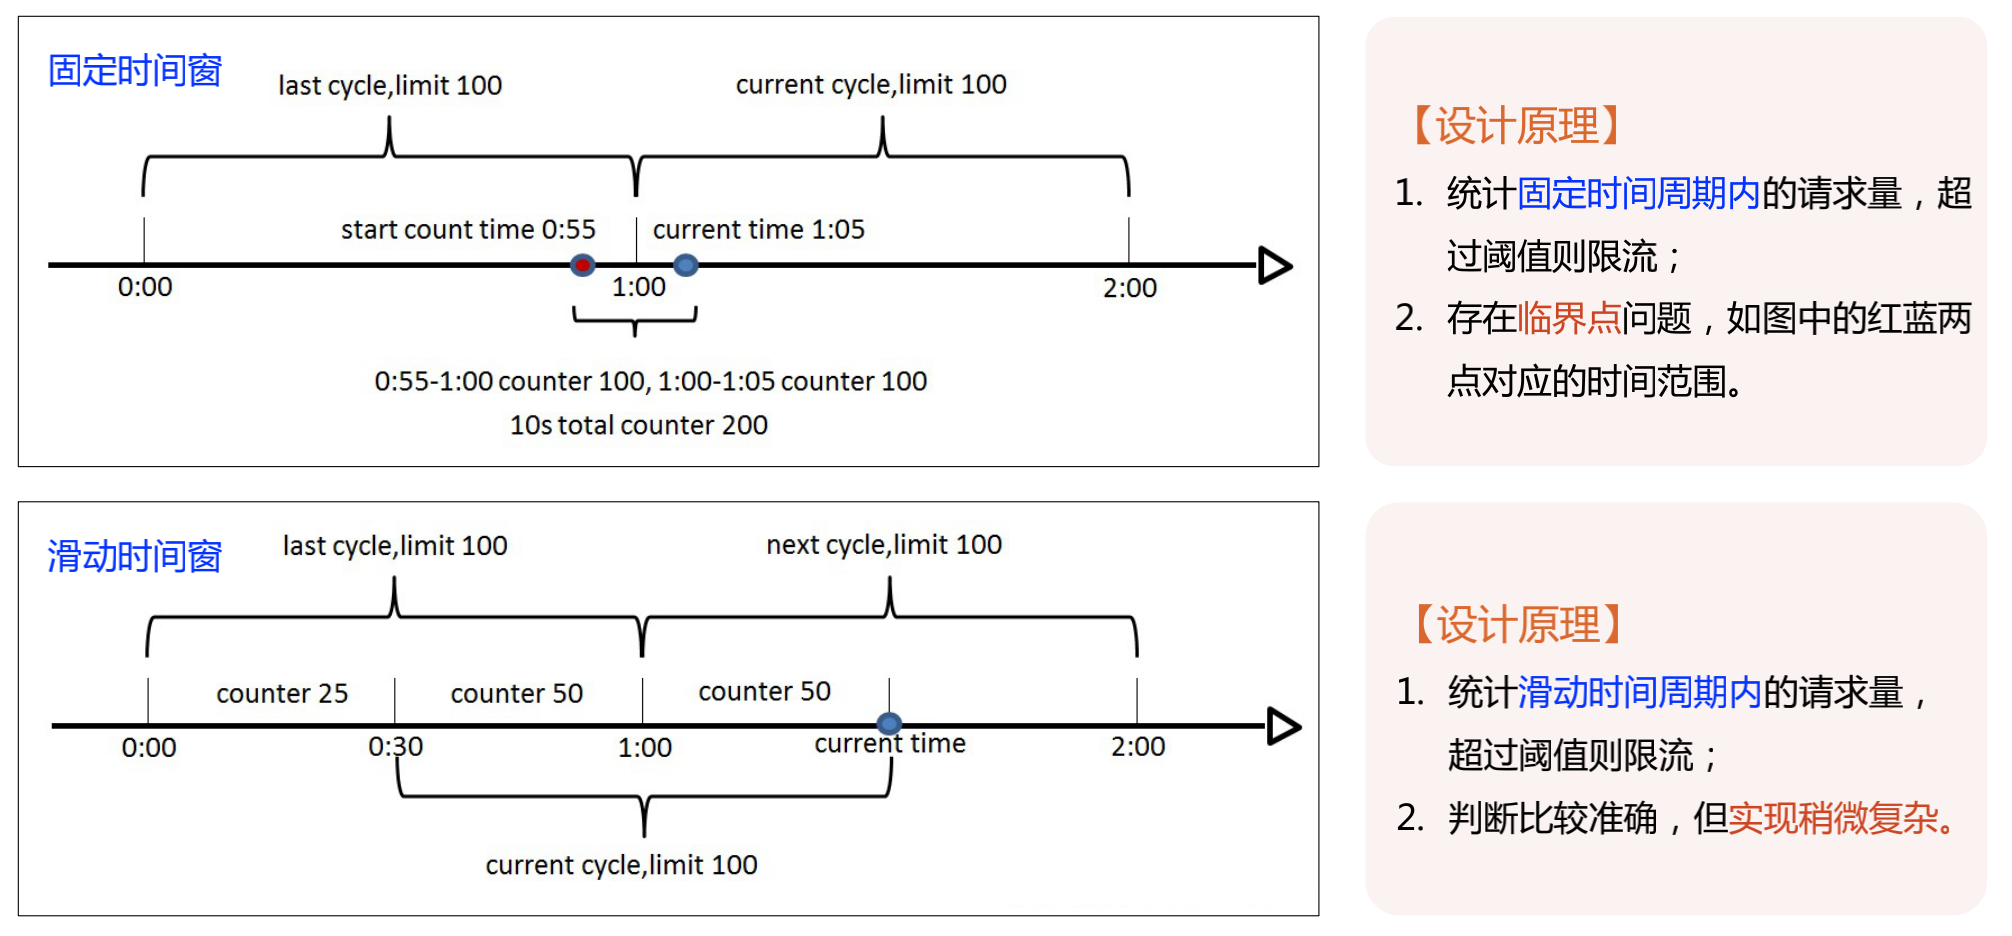 固定时间窗
last cycle,limit 100
current cycle,limit 100
start count time 0:55
current time 1:05
0:00
1:00
2:00
0:55-1:00 counter 100, 1:00-1:05 counter 100
10s total counter 200
【设计原理】
1. 统计固定时间周期内的请求量，超
过阈值则限流；
2. 存在临界点问题，如图中的红蓝两
点对应的时间范围。
滑动时间窗
last cycle,limit 100
next cycle,limit 100
counter 25
counter 50
counter 50
0:00
0:30
1:00
current time
2:00
current cycle,limit 100
【设计原理】
1. 统计滑动时间周期内的请求量，
超过阈值则限流；
2. 判断比较准确，但实现稍微复杂。